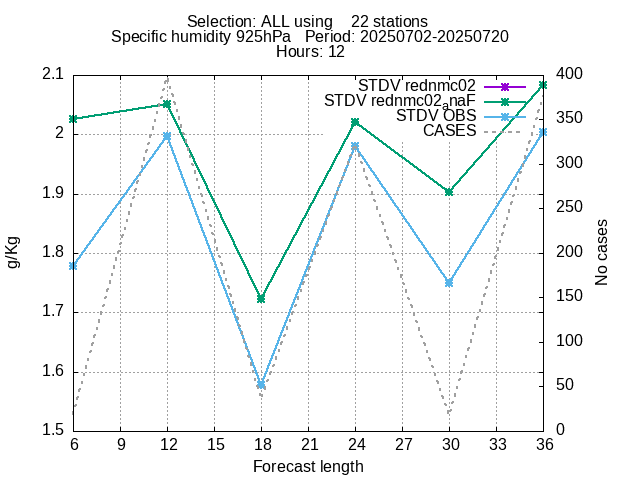 Selection: ALL using    22 stations
Specific humidity 925hPa   Period: 20250702-20250720
Hours: 12
STDV rednmc02
STDV rednmc02anaF
STDV OBS
CASES
2.1
2
1.9
1.8
1.7
1.6
1.5
g/Kg
400
350
300
250
200
150
100
50
0
No cases
6 9 12 15 18 21 24 27 30 33 36
Forecast length